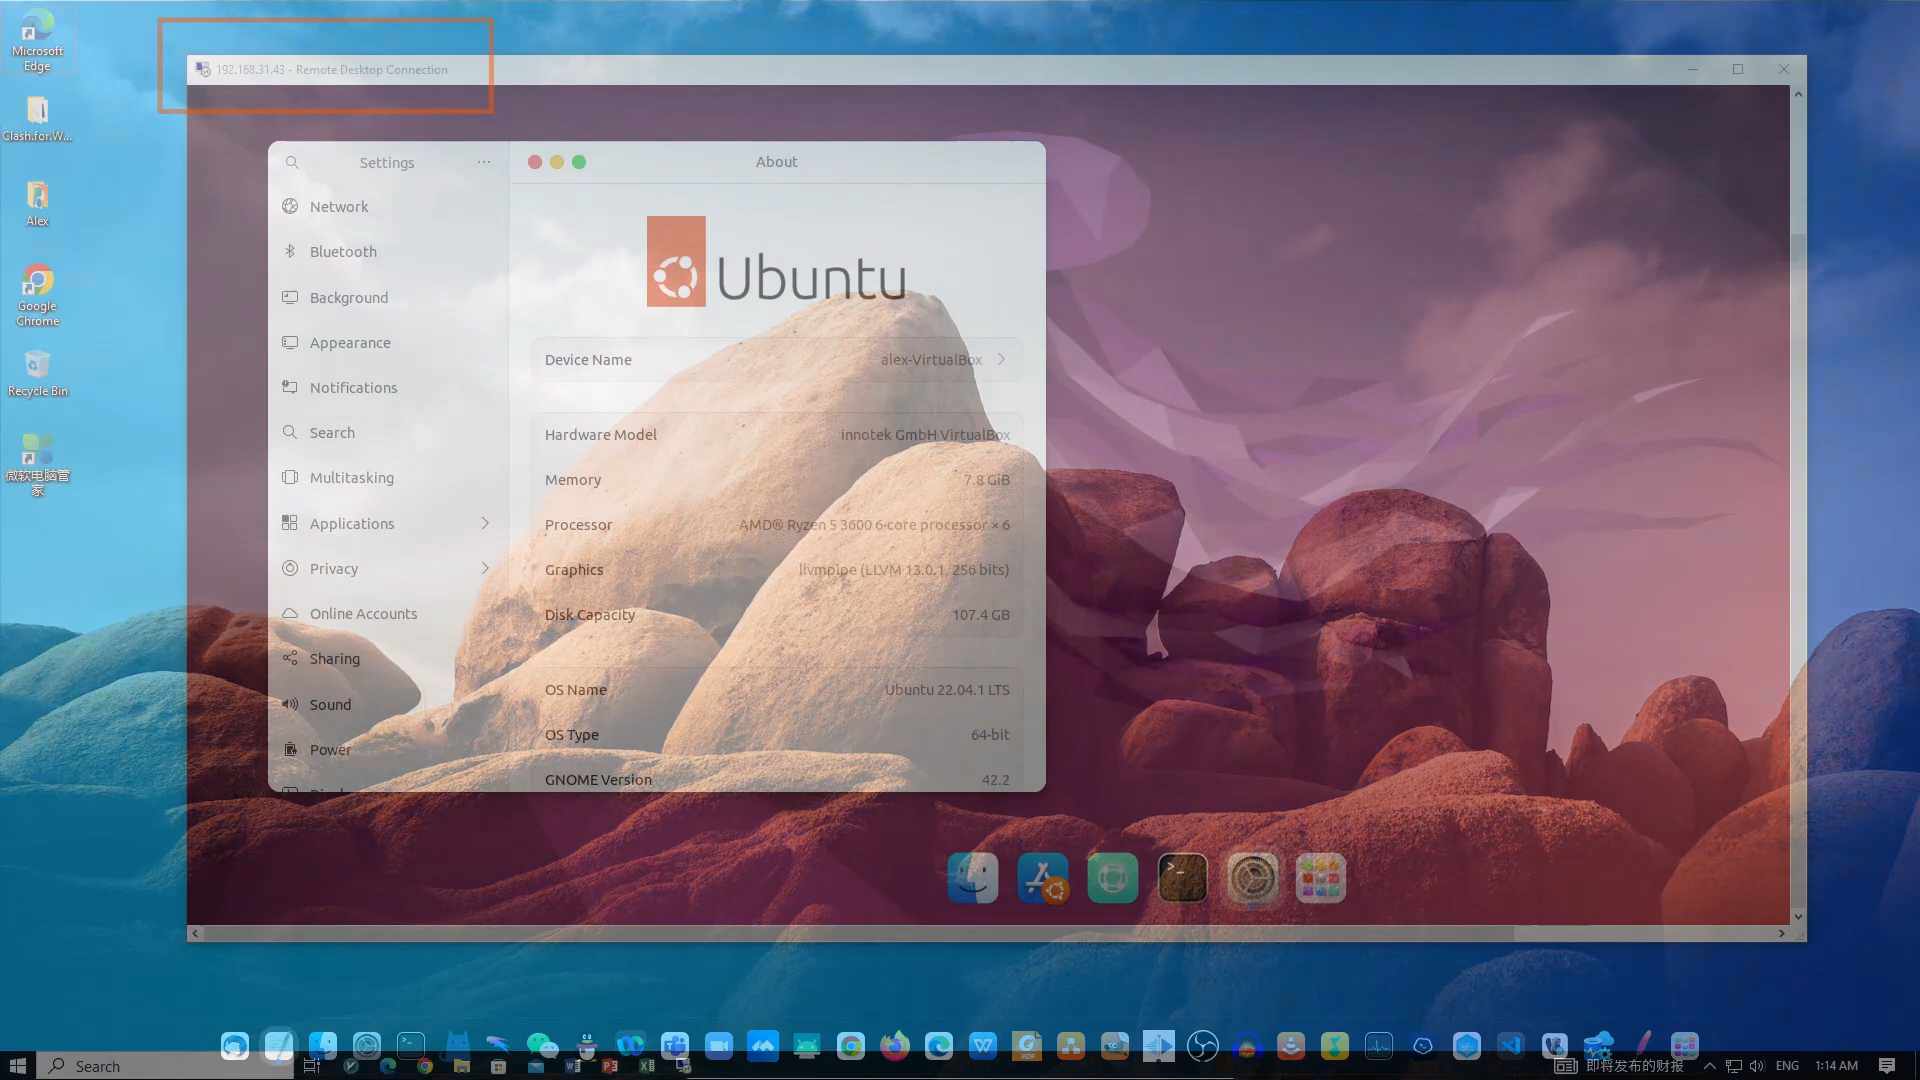 Microsoft
Edge
Clash.for.W...
Alex
Google
Chrome
Recycle Bin
微软电脑管
家
192.168.31.43 - Remote Desktop Connection
Settings
About
Network
Bluetooth
Background
Appearance
Notifications
Search
Multitasking
Applications
Privacy
Online Accounts
Sharing
Sound
Power
Ubuntu
Device Name
alex-VirtualBox
Hardware Model
innotek GmbH VirtualBox
Memory
7.8 GiB
Processor
AMD® Ryzen 5 3600 6-core processor × 6
Graphics
llvmpipe (LLVM 13.0.1, 256 bits)
Disk Capacity
107.4 GB
OS Name
Ubuntu 22.04.1 LTS
OS Type
64-bit
GNOME Version
42.2
Search
即将发布的财报
ENG
1:14 AM